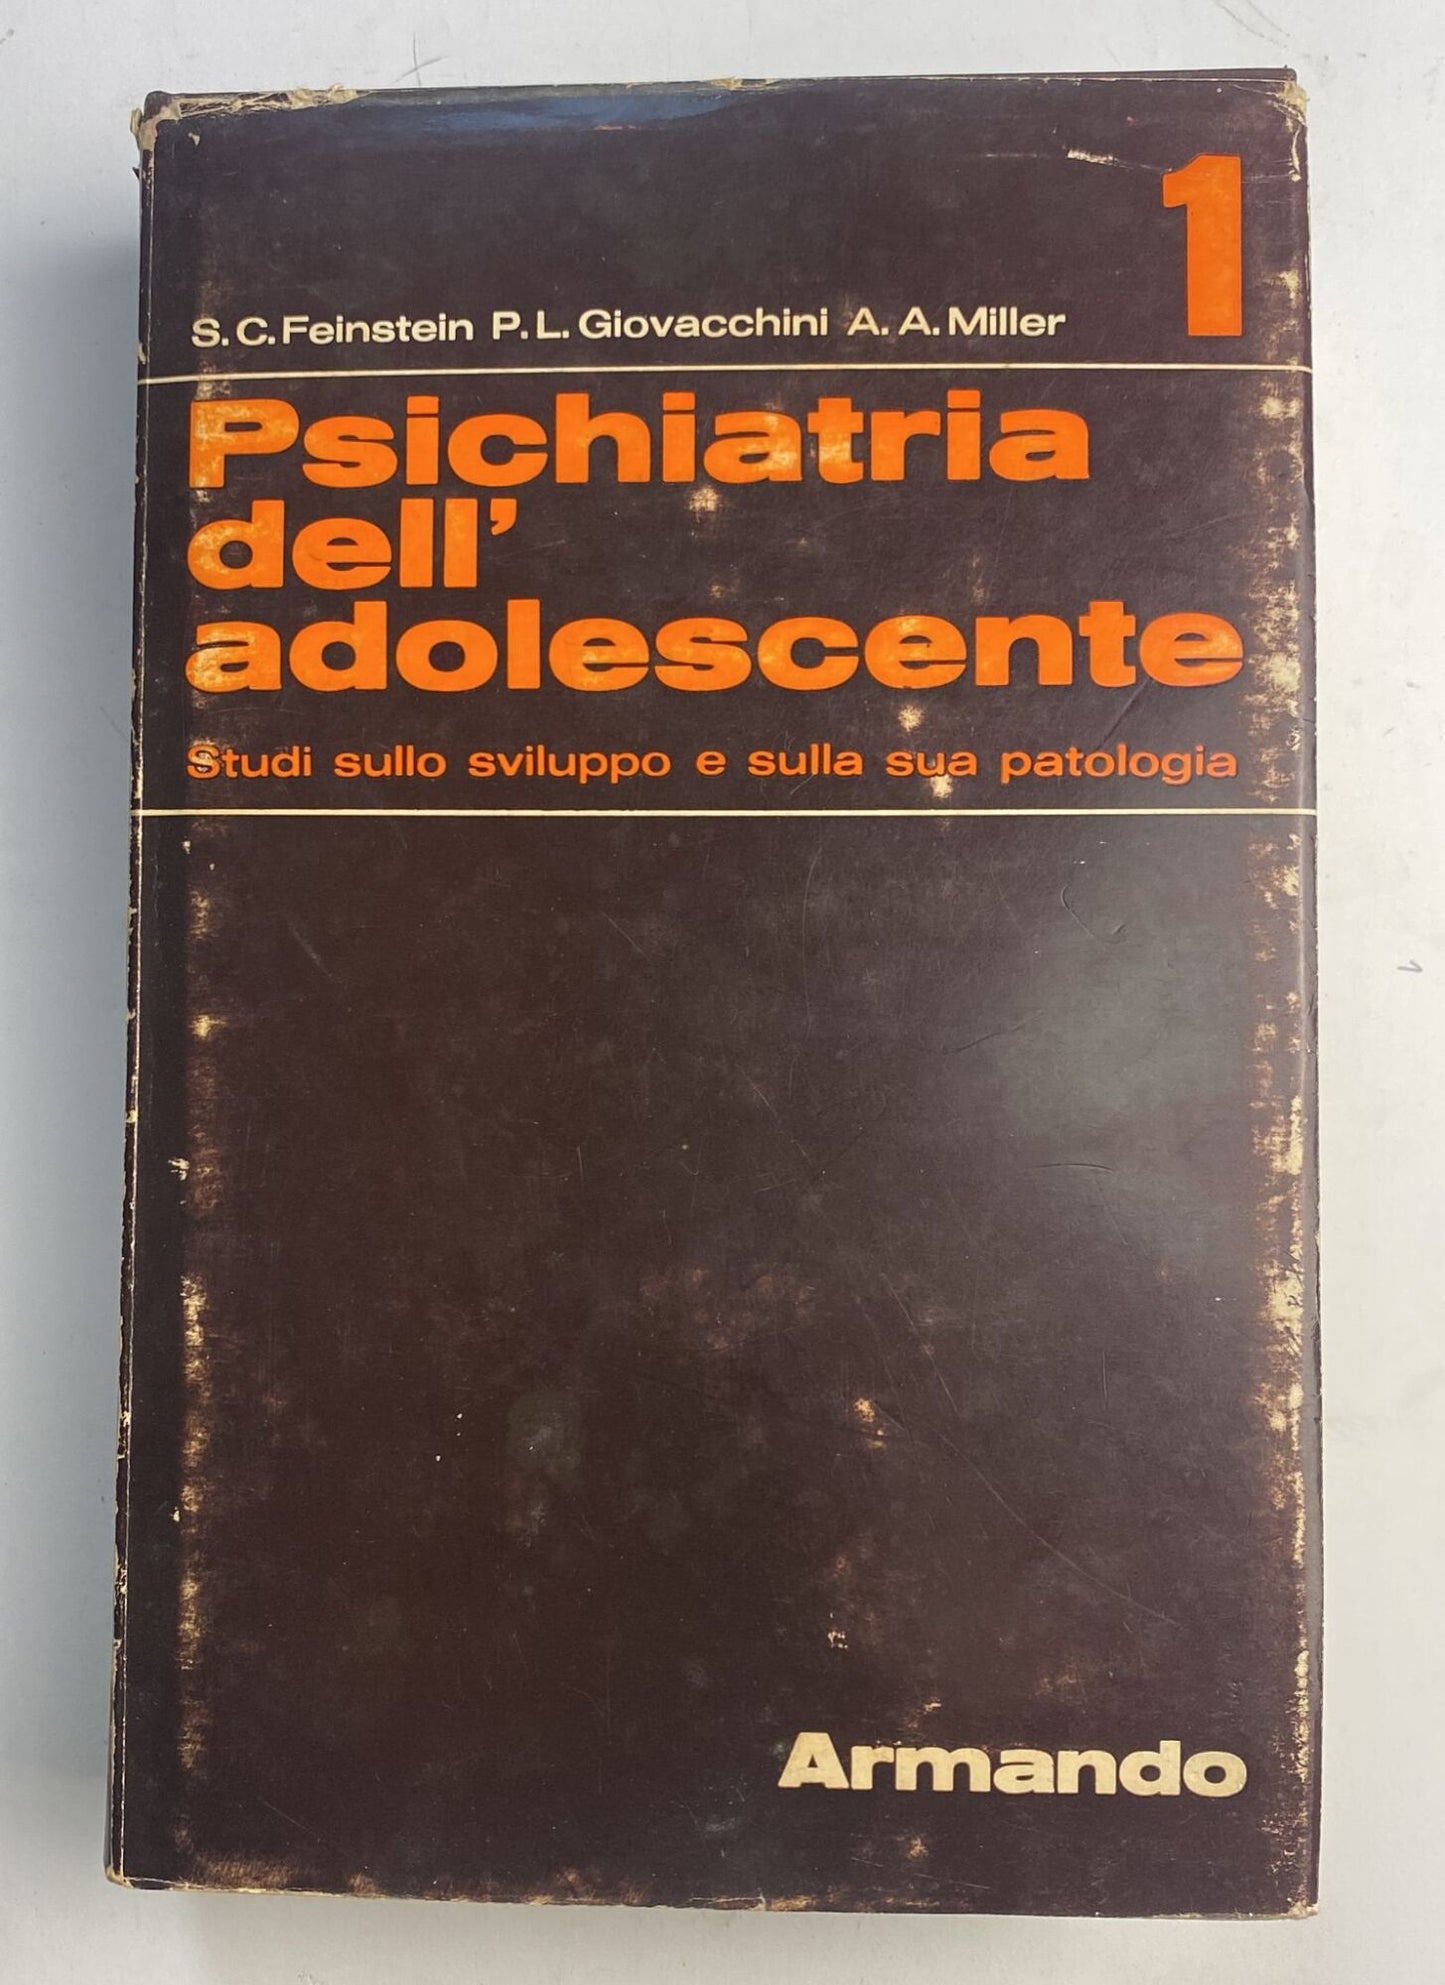 1
S. C. Feinstein P. L. Giovacchini A. A. Miller
Psichiatria
dell'
adolescente
Studi sullo sviluppo e sulla sua patologia
Armando